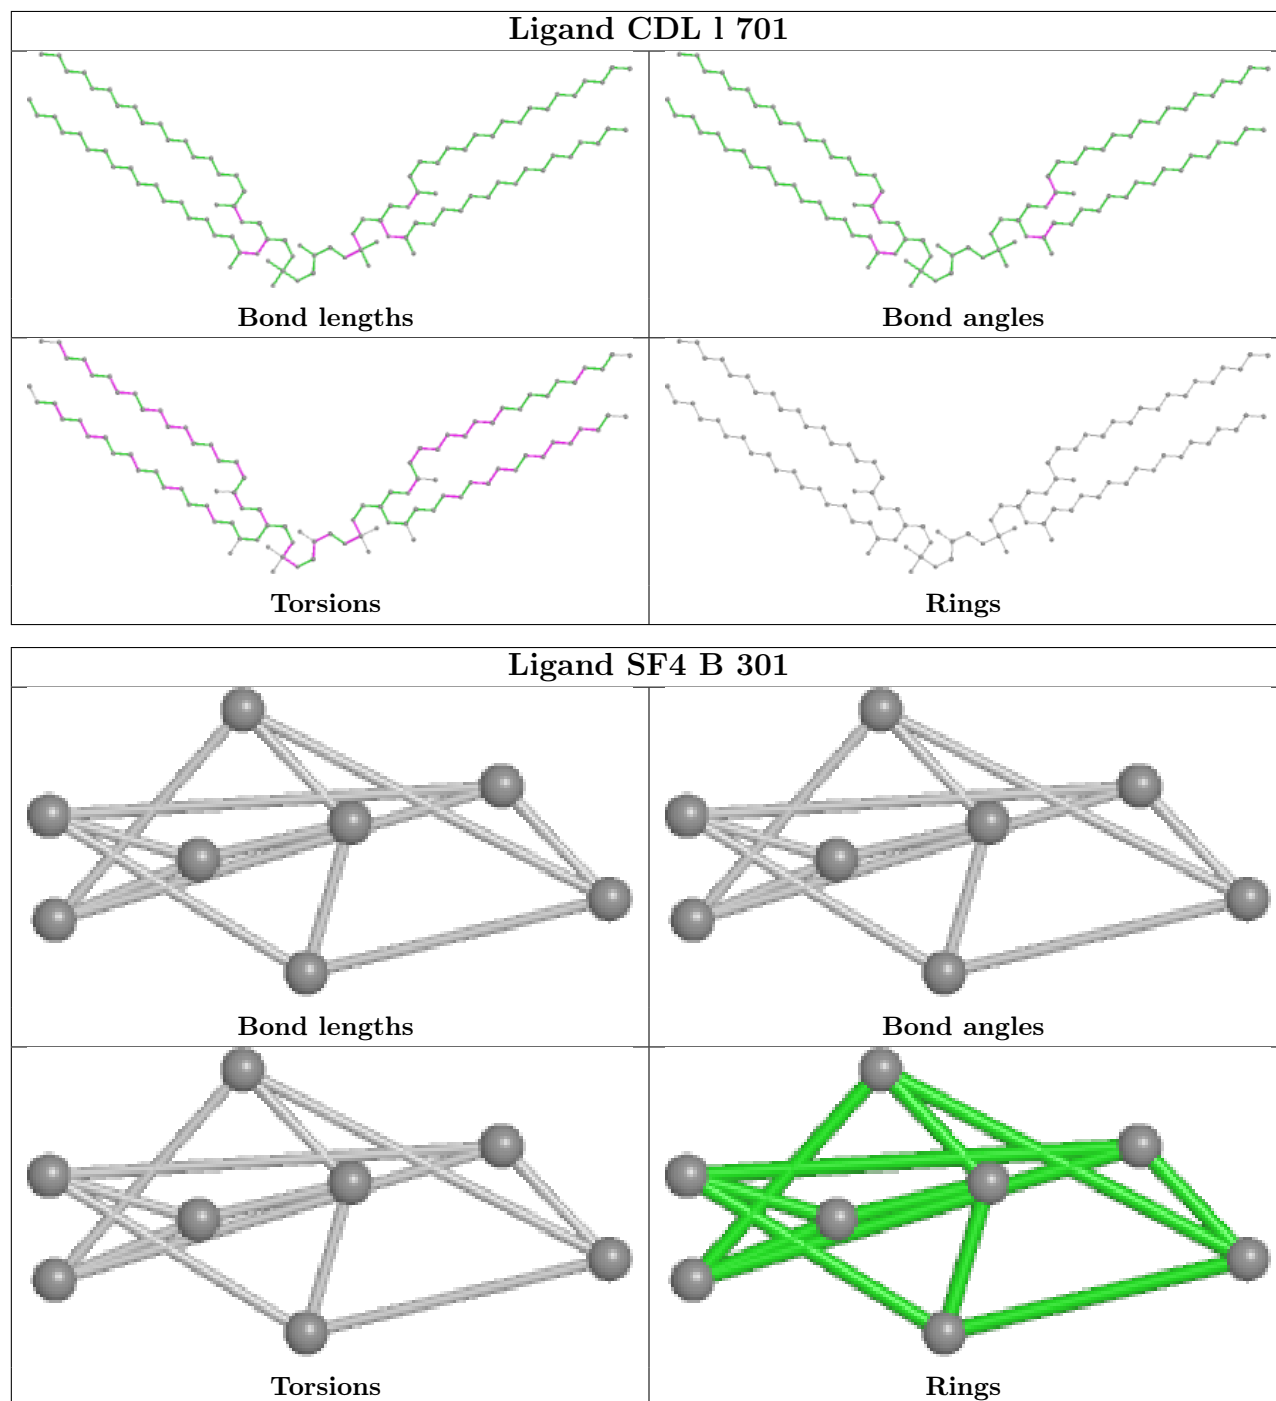 Ligand CDL l 701
Bond lengths
Bond angles
Torsions
Rings
Ligand SF4 B 301
Bond lengths
Bond angles
Torsions
Rings